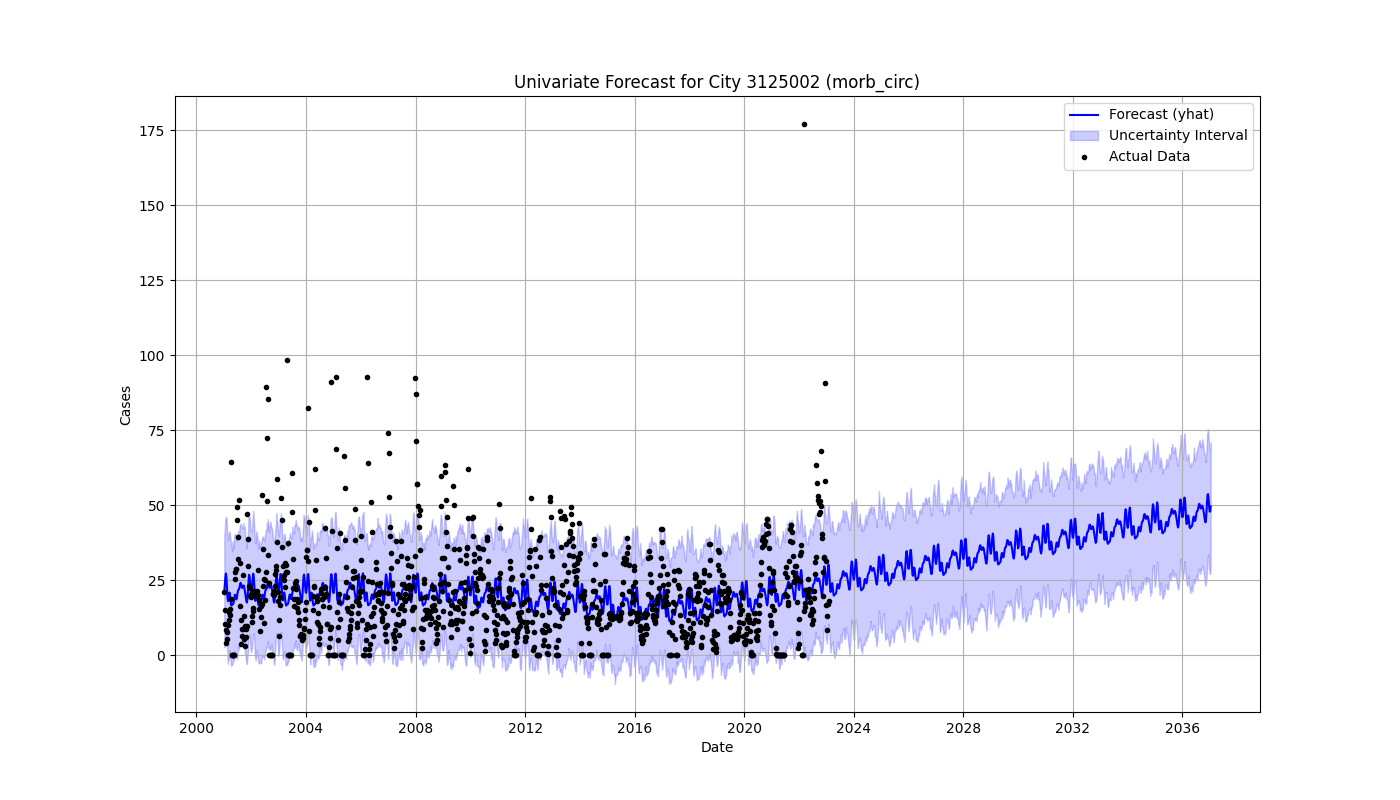 Univariate Forecast for City 3125002 (morb_circ)
Forecast (yhat)
Uncertainty Interval
Actual Data
Cases
175
150
125
100
75
50
25
0
2000 2004 2008 2012 2016 2020 2024 2028 2032 2036
Date